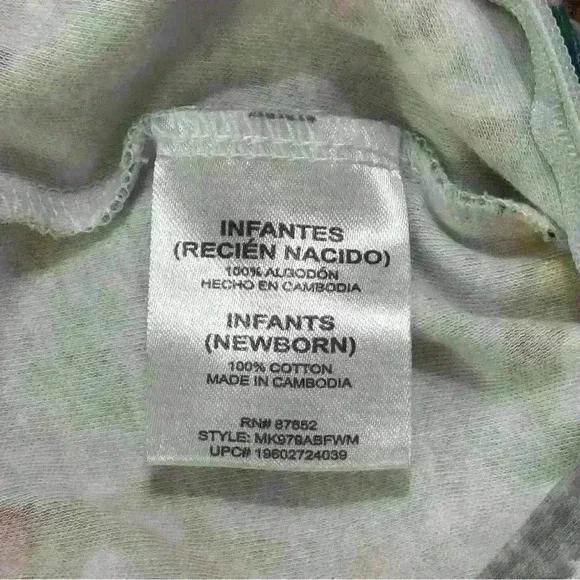 INFANTES
(RECIÉN NACIDO)
100% ALGODÓN
HECHO EN CAMBODIA
INFANTS
(NEWBORN)
100% COTTON
MADE IN CAMBODIA
RN# 87652
STYLE: MK979ABFWM
UPC# 19602724039